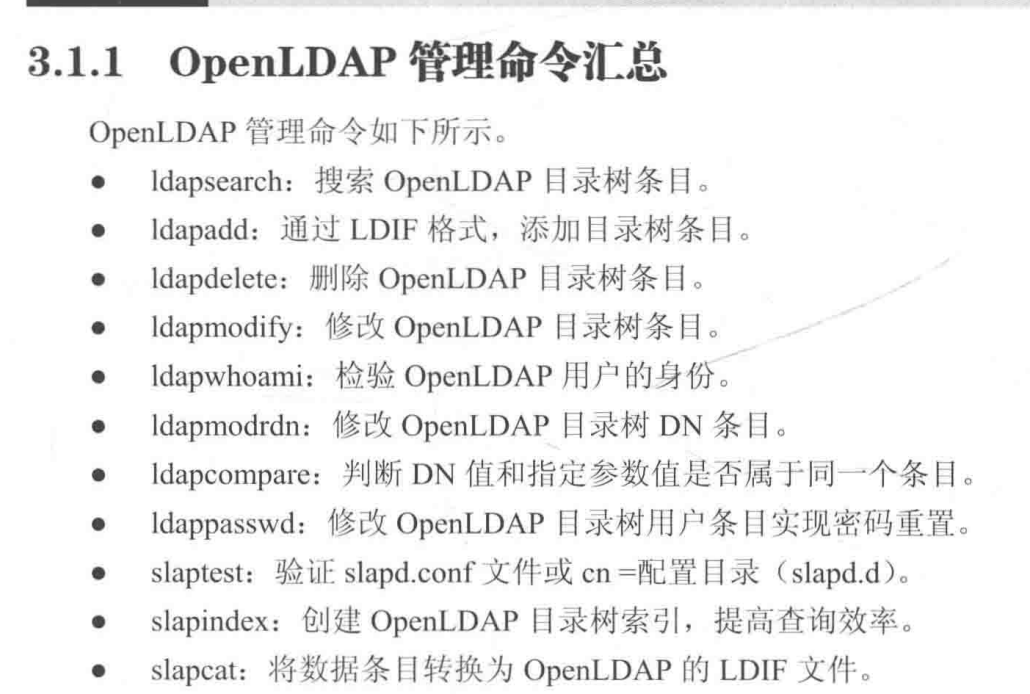 3.1.1 OpenLDAP 管理命令汇总
OpenLDAP 管理命令如下所示。
● ldapsearch：搜索 OpenLDAP 目录树条目。
● ldapadd：通过 LDIF 格式，添加目录树条目。
● ldapdelete：删除 OpenLDAP 目录树条目。
● ldapmodify：修改 OpenLDAP 目录树条目。
● ldapwhoami：检验 OpenLDAP 用户的身份。
● ldapmodrdn：修改 OpenLDAP 目录树 DN 条目。
● ldapcompare：判断 DN 值和指定参数值是否属于同一个条目。
● ldappasswd：修改 OpenLDAP 目录树用户条目实现密码重置。
● slaptest：验证 slapd.conf 文件或 cn =配置目录（slapd.d）。
● slapindex：创建 OpenLDAP 目录树索引，提高查询效率。
● slapcat：将数据条目转换为 OpenLDAP 的 LDIF 文件。